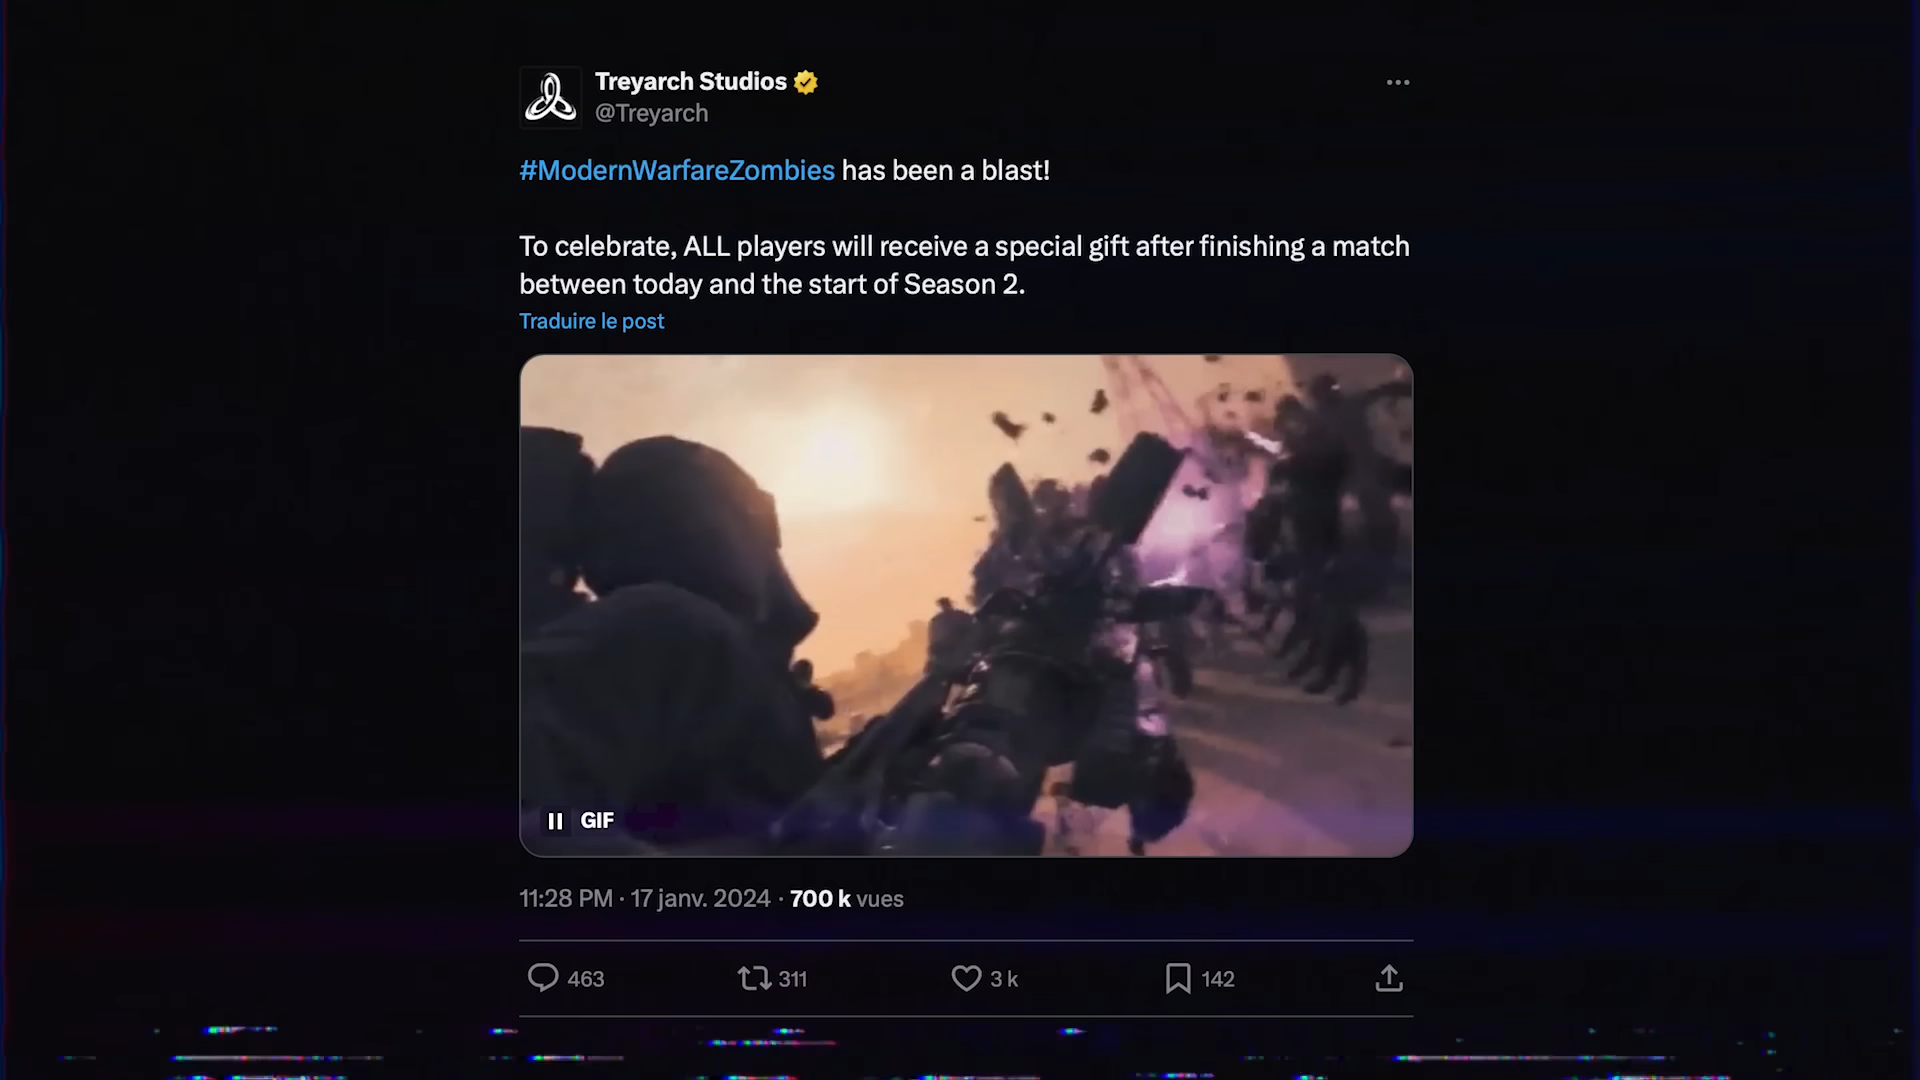 Treyarch Studios
@Treyarch
#ModernWarfareZombies has been a blast!
To celebrate, ALL players will receive a special gift after finishing a match
between today and the start of Season 2.
Traduire le post
GIF
11:28 PM · 17 janv. 2024 · 700 k vues
463 311 3 k 142